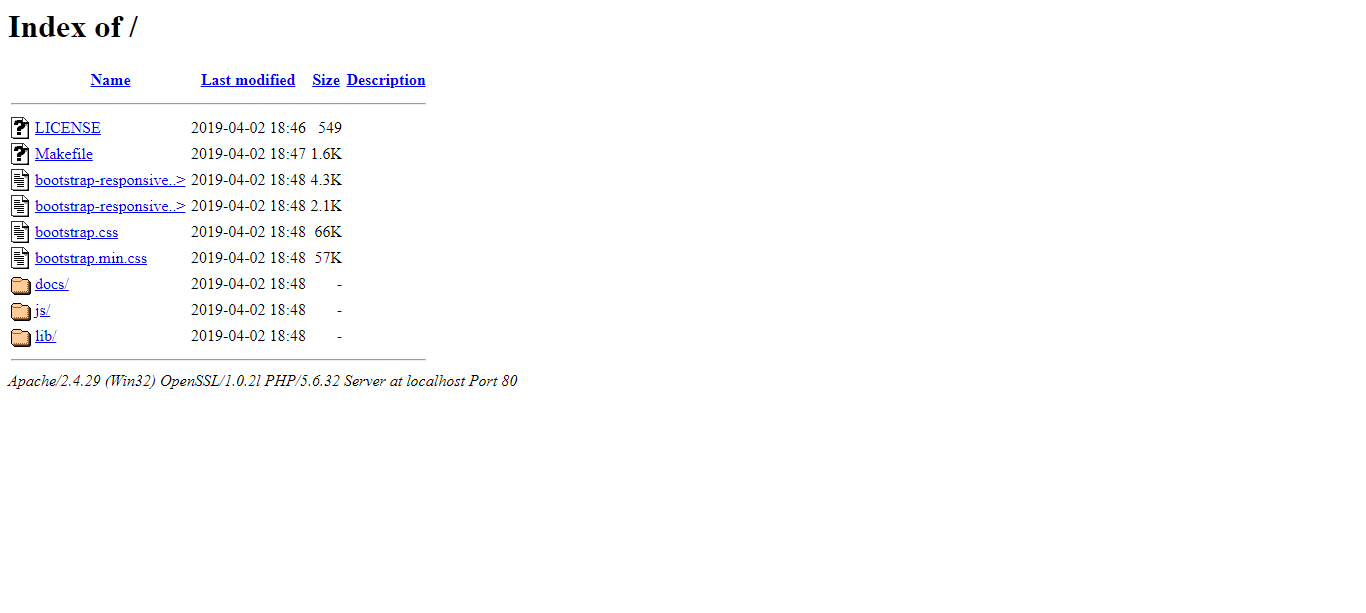 Index of /
Name Last modified Size Description
LICENSE 2019-04-02 18:46 549
Makefile 2019-04-02 18:47 1.6K
bootstrap-responsive..> 2019-04-02 18:48 4.3K
bootstrap-responsive..> 2019-04-02 18:48 2.1K
bootstrap.css 2019-04-02 18:48 66K
bootstrap.min.css 2019-04-02 18:48 57K
docs/ 2019-04-02 18:48 -
js/ 2019-04-02 18:48 -
lib/ 2019-04-02 18:48 -
Apache/2.4.29 (Win32) OpenSSL/1.0.2l PHP/5.6.32 Server at localhost Port 80